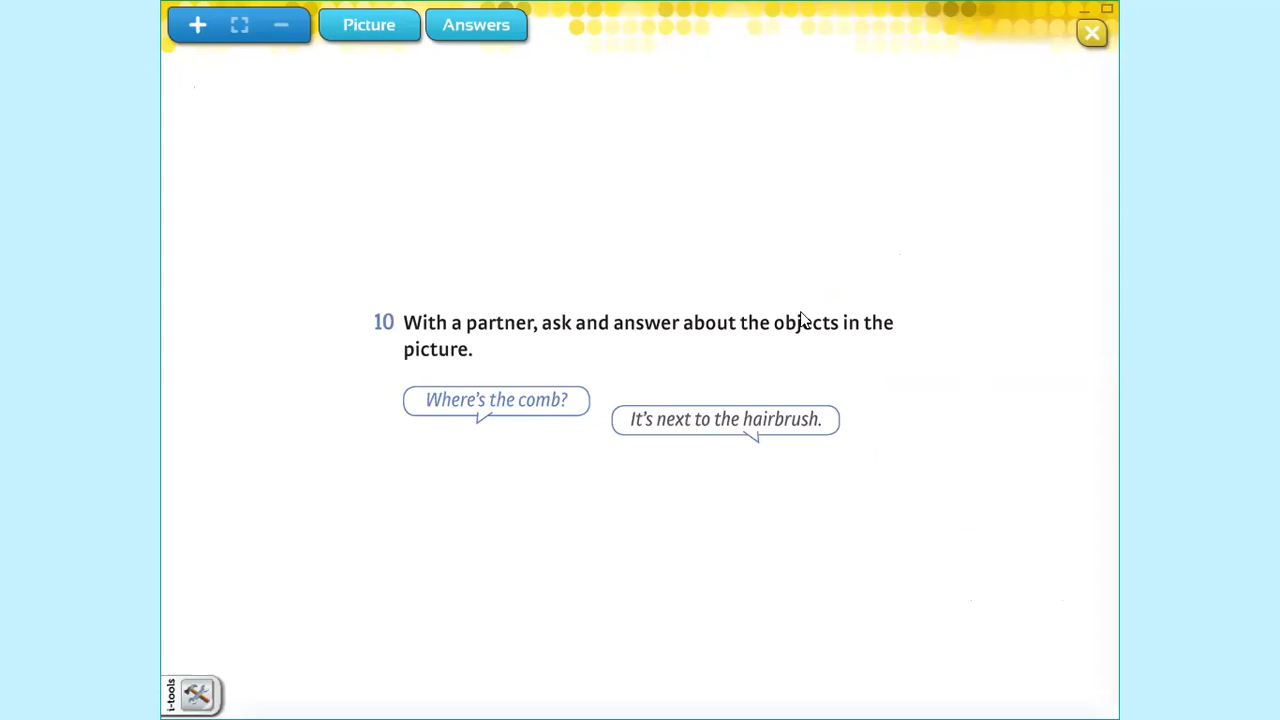 Picture
Answers
10 With a partner, ask and answer about the objects in the
picture.
Where's the comb?
It's next to the hairbrush.
i-tools